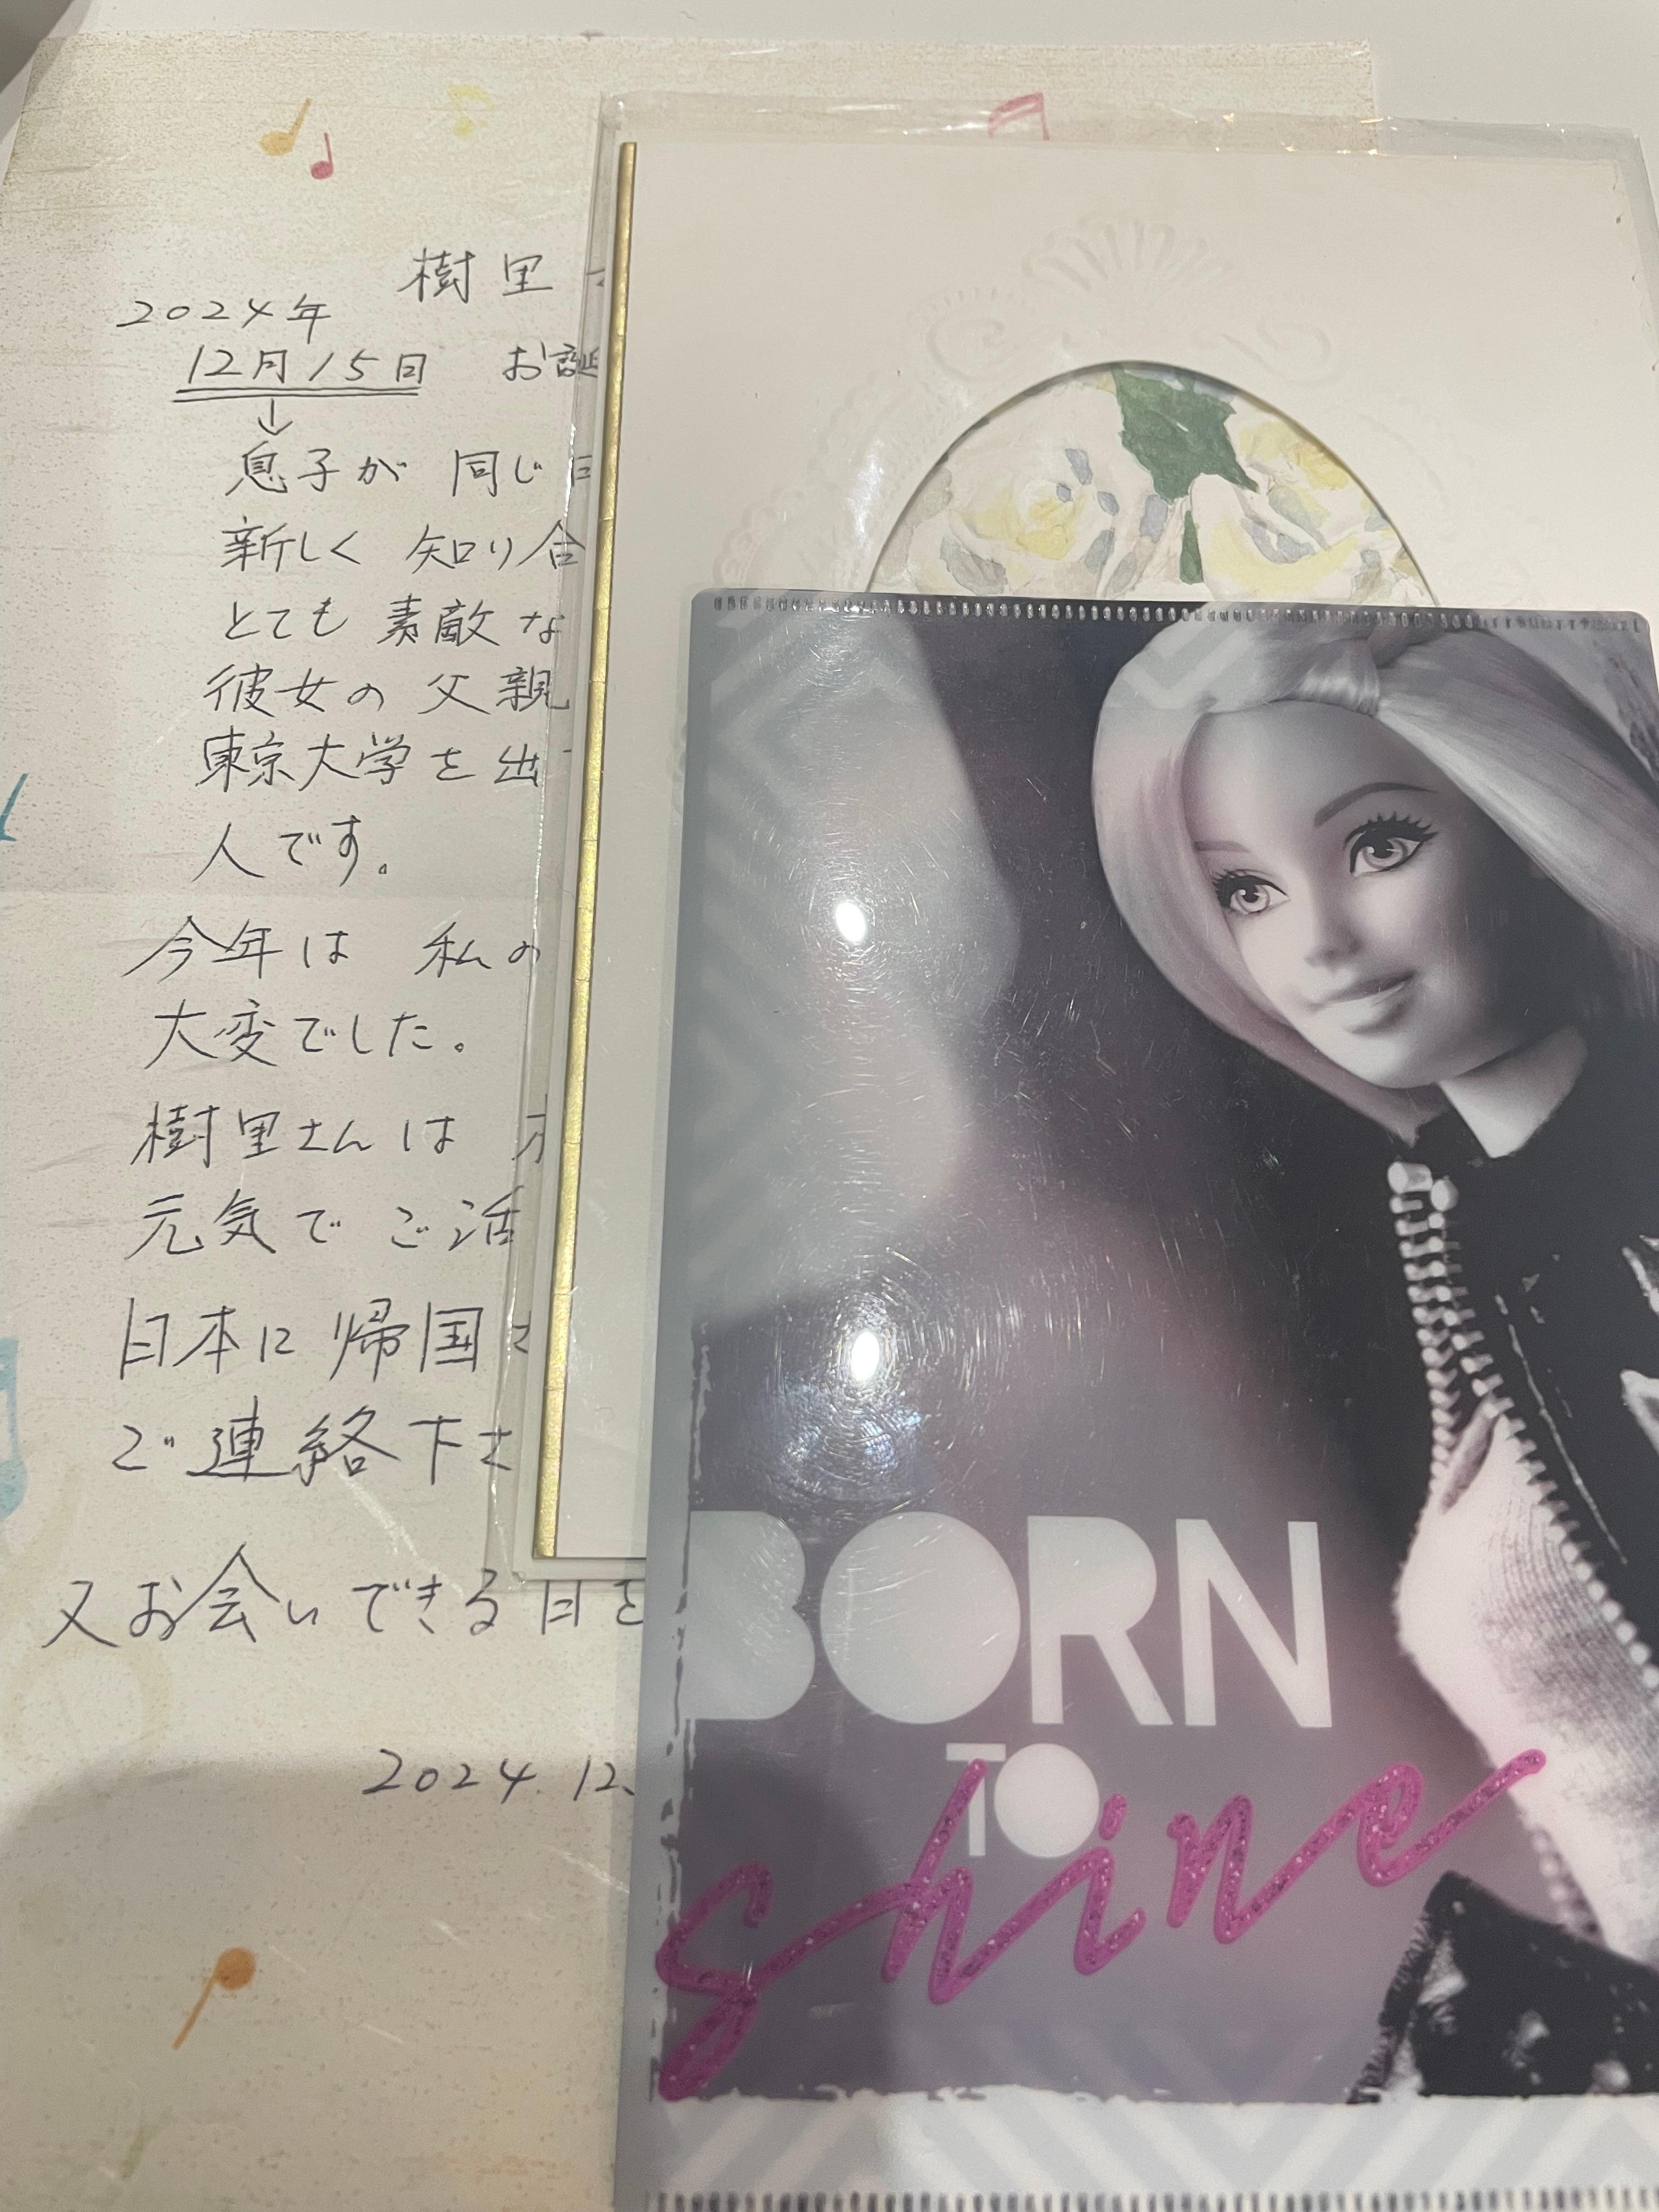 樹里
2024年
12月15日 お誕
↓
息子が 同じ
新しく 知り合
とても 素敵な
彼女の 父親
東京大学を 出
人です。
今年は 私の
大変でした。
樹里さんは
元気で ご活
日本に 帰国
ご連絡下さ
又お会いできる日を
2024.12.
BORN
TO
shine